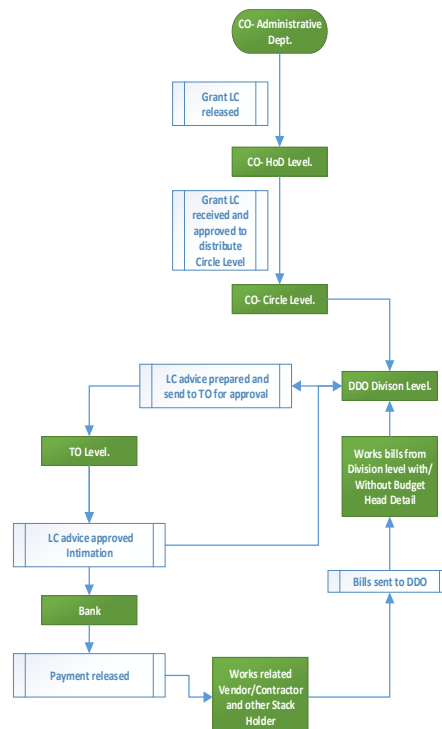 CO- Administrative
Dept.
Grant LC
released
CO- HoD Level.
Grant LC
received and
approved to
distribute
Circle Level
CO- Circle Level.
LC advice prepared and
send to TO for approval
DDO Divison Level.
TO Level.
Works bills from
Division level with/
Without Budget
Head Detail
LC advice approved
Intimation
Bills sent to DDO
Bank
Payment released
Works related
Vendor/Contractor
and other Stack
Holder